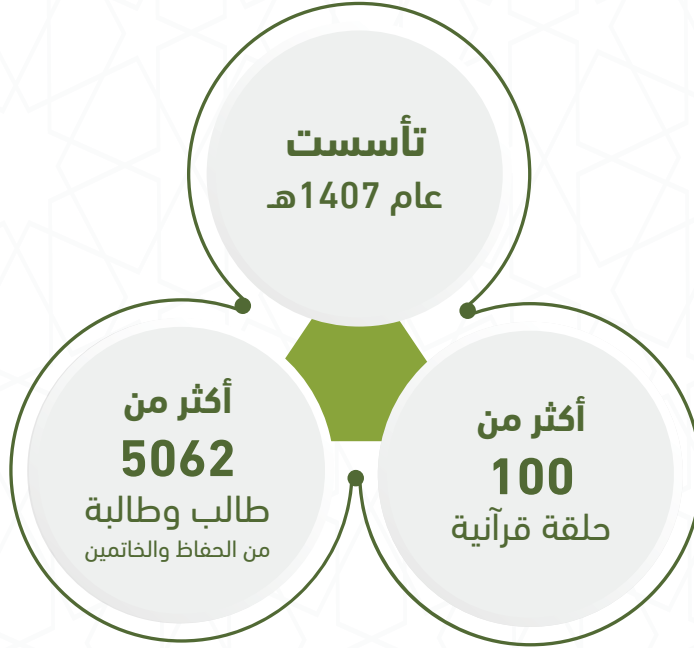 تأسست
عام 1407هـ
أكثر من
100
حلقة قرآنية
أكثر من
5062
طالب وطالبة
من الحفاظ والخاتمين